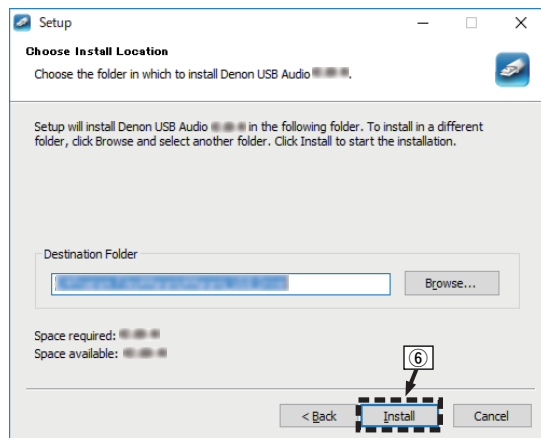 Setup
Choose Install Location
Choose the folder in which to install Denon USB Audio
Setup will install Denon USB Audio in the following folder. To install in a different
folder, click Browse and select another folder. Click Install to start the installation.
Destination Folder
Browse...
Space required:
Space available:
⑥
< Back Install Cancel